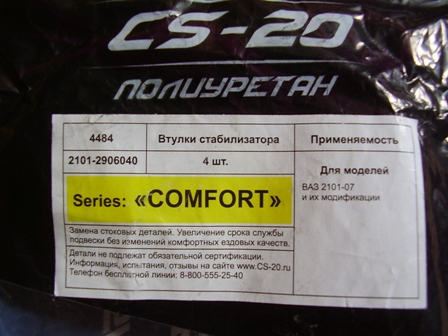 CS-20
ПОЛИУРЕТАН
4484 Втулки стабилизатора Применяемость
2101-2906040 4 шт.
Для моделей
ВАЗ 2101-07
и их модификации
Series: «COMFORT»
Замена стоковых деталей. Увеличение срока службы
подвески без изменений комфортных ездовых качеств.
Детали не подлежат обязательной сертификации.
Информация, испытания, отзывы на сайте www.CS-20.ru
Телефон бесплатной линии: 8-800-555-25-40